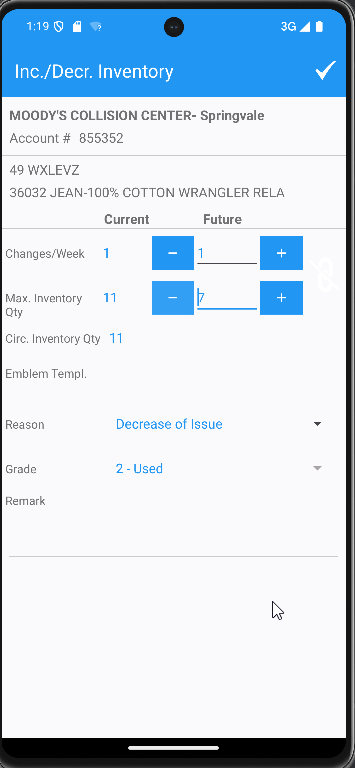 1:19 3G
Inc./Decr. Inventory
MOODY'S COLLISION CENTER- Springvale
Account # 855352
49 WXLEVZ
36032 JEAN-100% COTTON WRANGLER RELA
Current Future
Changes/Week 1 − 1 +
Max. Inventory Qty 11 − 7 +
Circ. Inventory Qty 11
Emblem Templ.
Reason Decrease of Issue
Grade 2 - Used
Remark